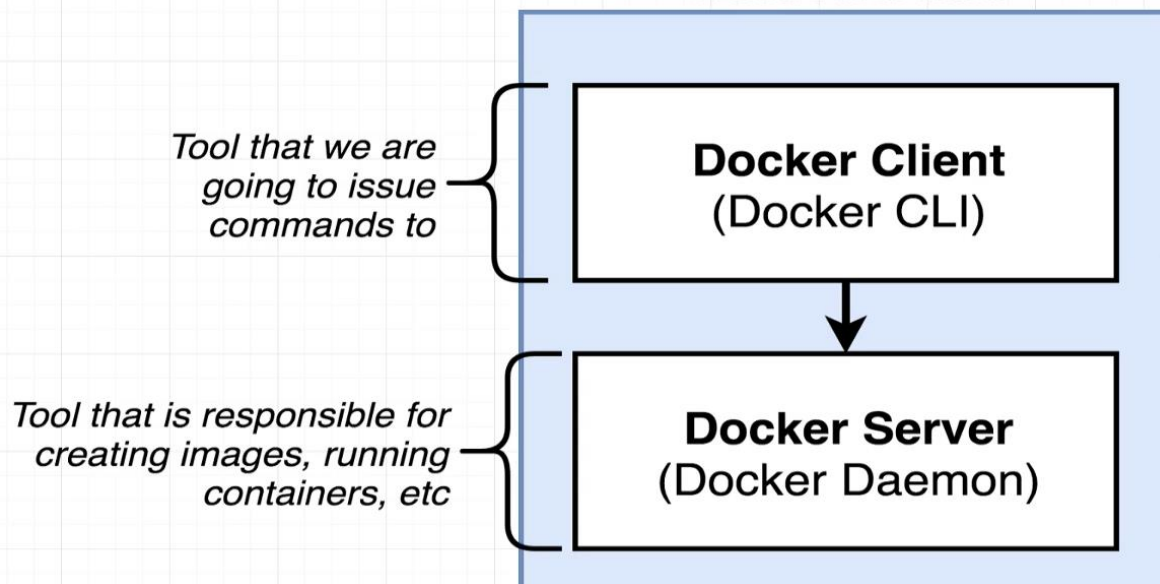 Tool that we are
going to issue
commands to
Docker Client
(Docker CLI)
Tool that is responsible for
creating images, running
containers, etc
Docker Server
(Docker Daemon)